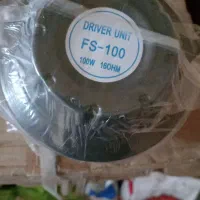 DRIVER UNIT
FS-100
100W 16OHM